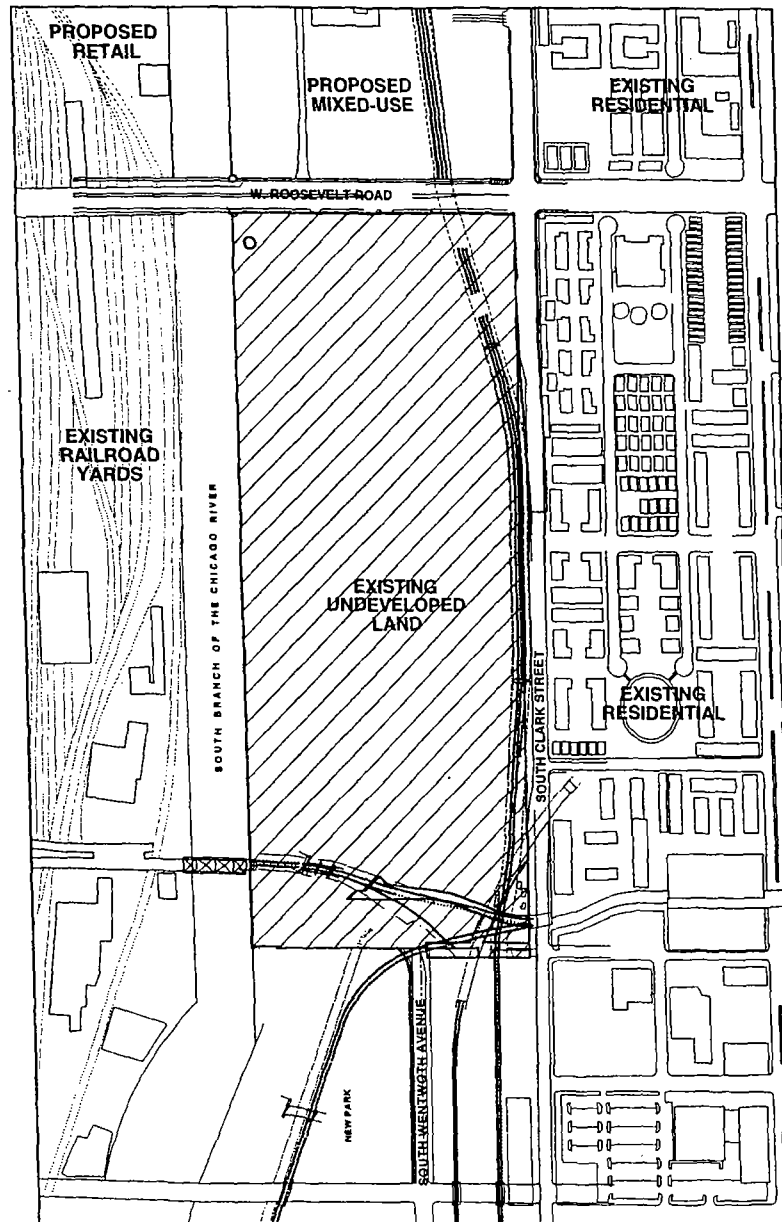 PROPOSED
RETAIL
PROPOSED
MIXED-USE
EXISTING
RESIDENTIAL
W. ROOSEVELT ROAD
EXISTING
RAILROAD
YARDS
SOUTH BRANCH OF THE CHICAGO RIVER
EXISTING
UNDEVELOPED
LAND
SOUTH CLARK STREET
EXISTING
RESIDENTIAL
SOUTH WENTWOTH AVENUE
NEW PARK